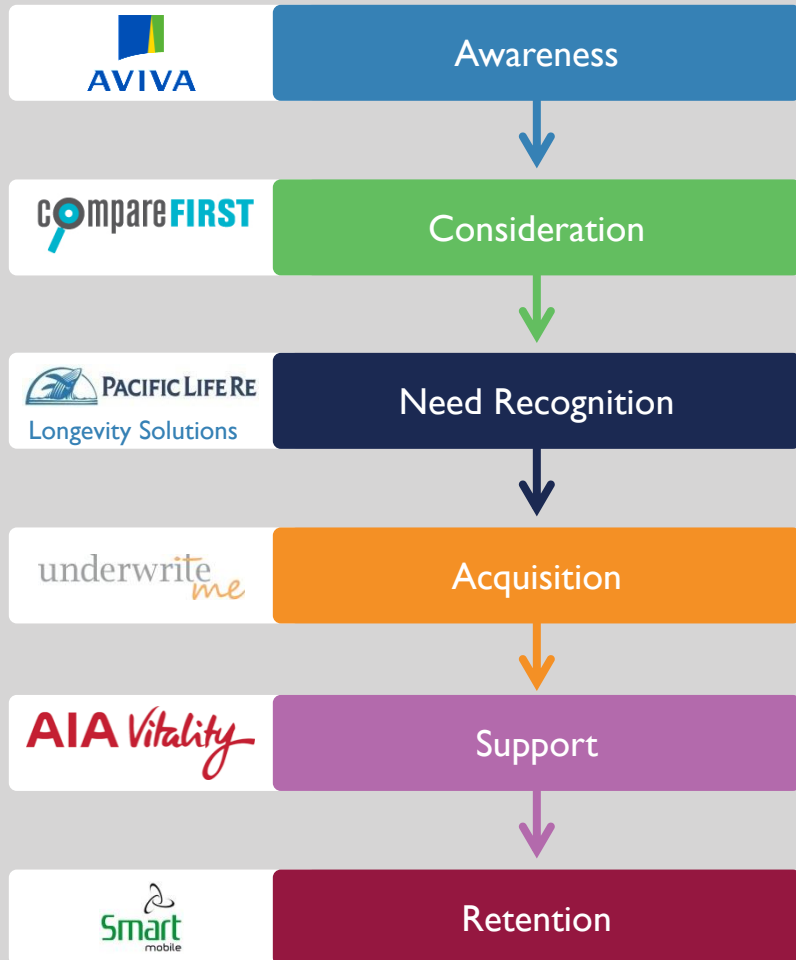 AVIVA
Awareness
compareFIRST
Consideration
PACIFIC LIFE RE
Longevity Solutions
Need Recognition
underwrite
me
Acquisition
AIA Vitality
Support
Smart
mobile
Retention